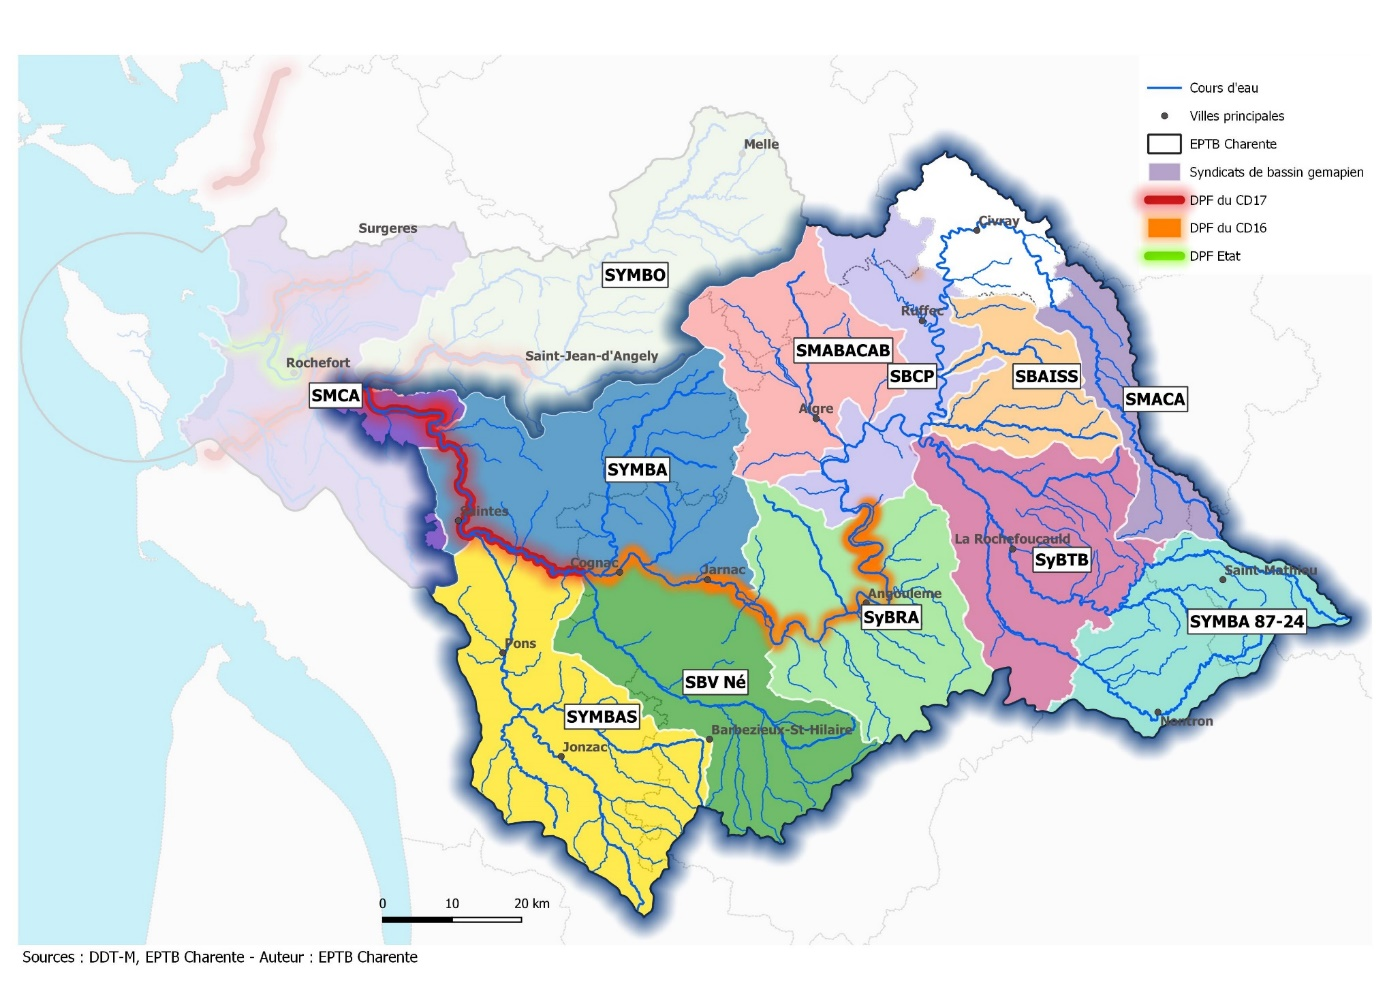 Cours d'eau
Villes principales
EPTB Charente
Syndicats de bassin gemapien
DPF du CD17
DPF du CD16
DPF Etat
Melle
Surgeres
Civray
SYMBO
Ruffec
Rochefort
Saint-Jean-d'Angely
SMABACAB
SBCP
SBAISS
SMCA
SMACA
Aigre
SYMBA
Saintes
La Rochefoucauld
SyBTB
Cognac
Jarnac
Saint-Mathieu
Angouleme
SyBRA
SYMBA 87-24
Pons
SBV Né
SYMBAS
Nontron
Barbezieux-St-Hilaire
Jonzac
0 10 20 km
Sources : DDT-M, EPTB Charente - Auteur : EPTB Charente